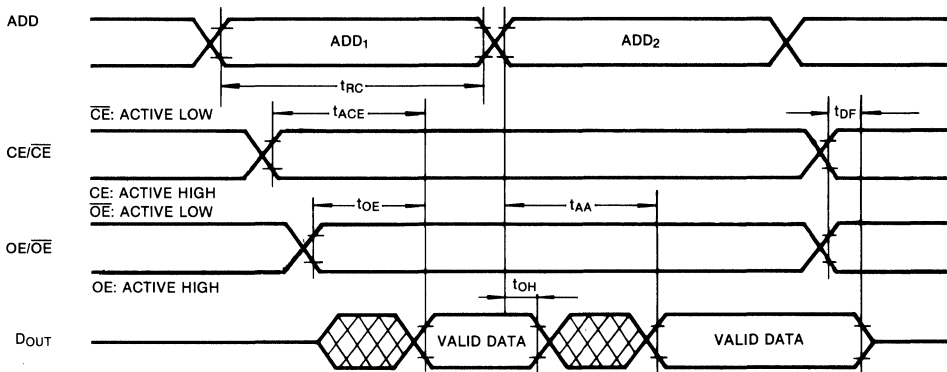 ADD
ADD₁
ADD₂
tRC
CE: ACTIVE LOW
tACE
tDF
CE/CE
CE: ACTIVE HIGH
OE: ACTIVE LOW
tOE
tAA
OE/OE
OE: ACTIVE HIGH
tOH
DOUT
VALID DATA
VALID DATA